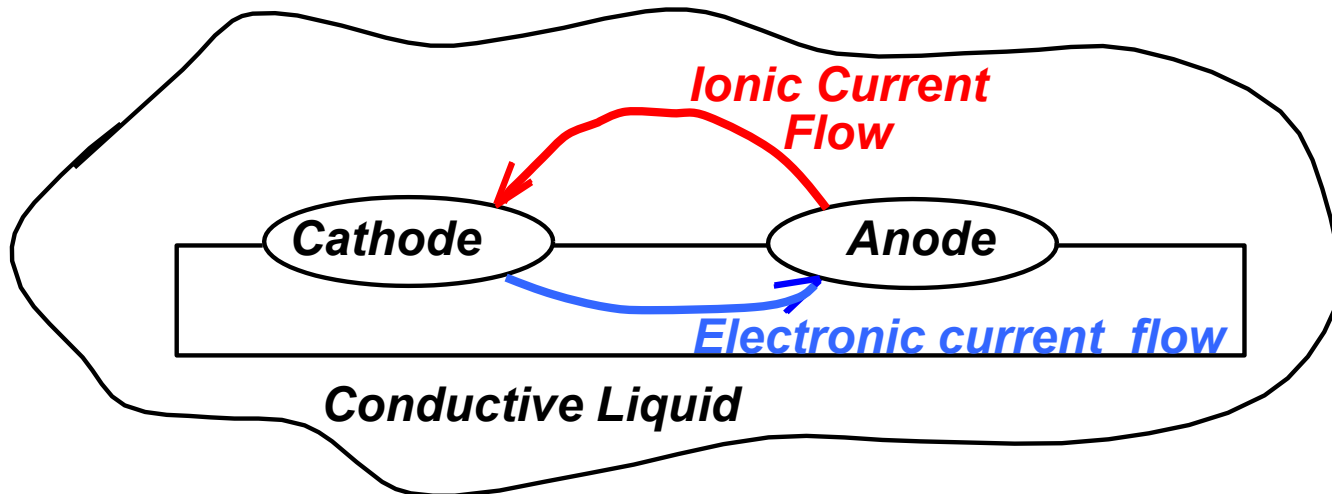 Ionic Current
Flow
Cathode
Anode
Electronic current flow
Conductive Liquid